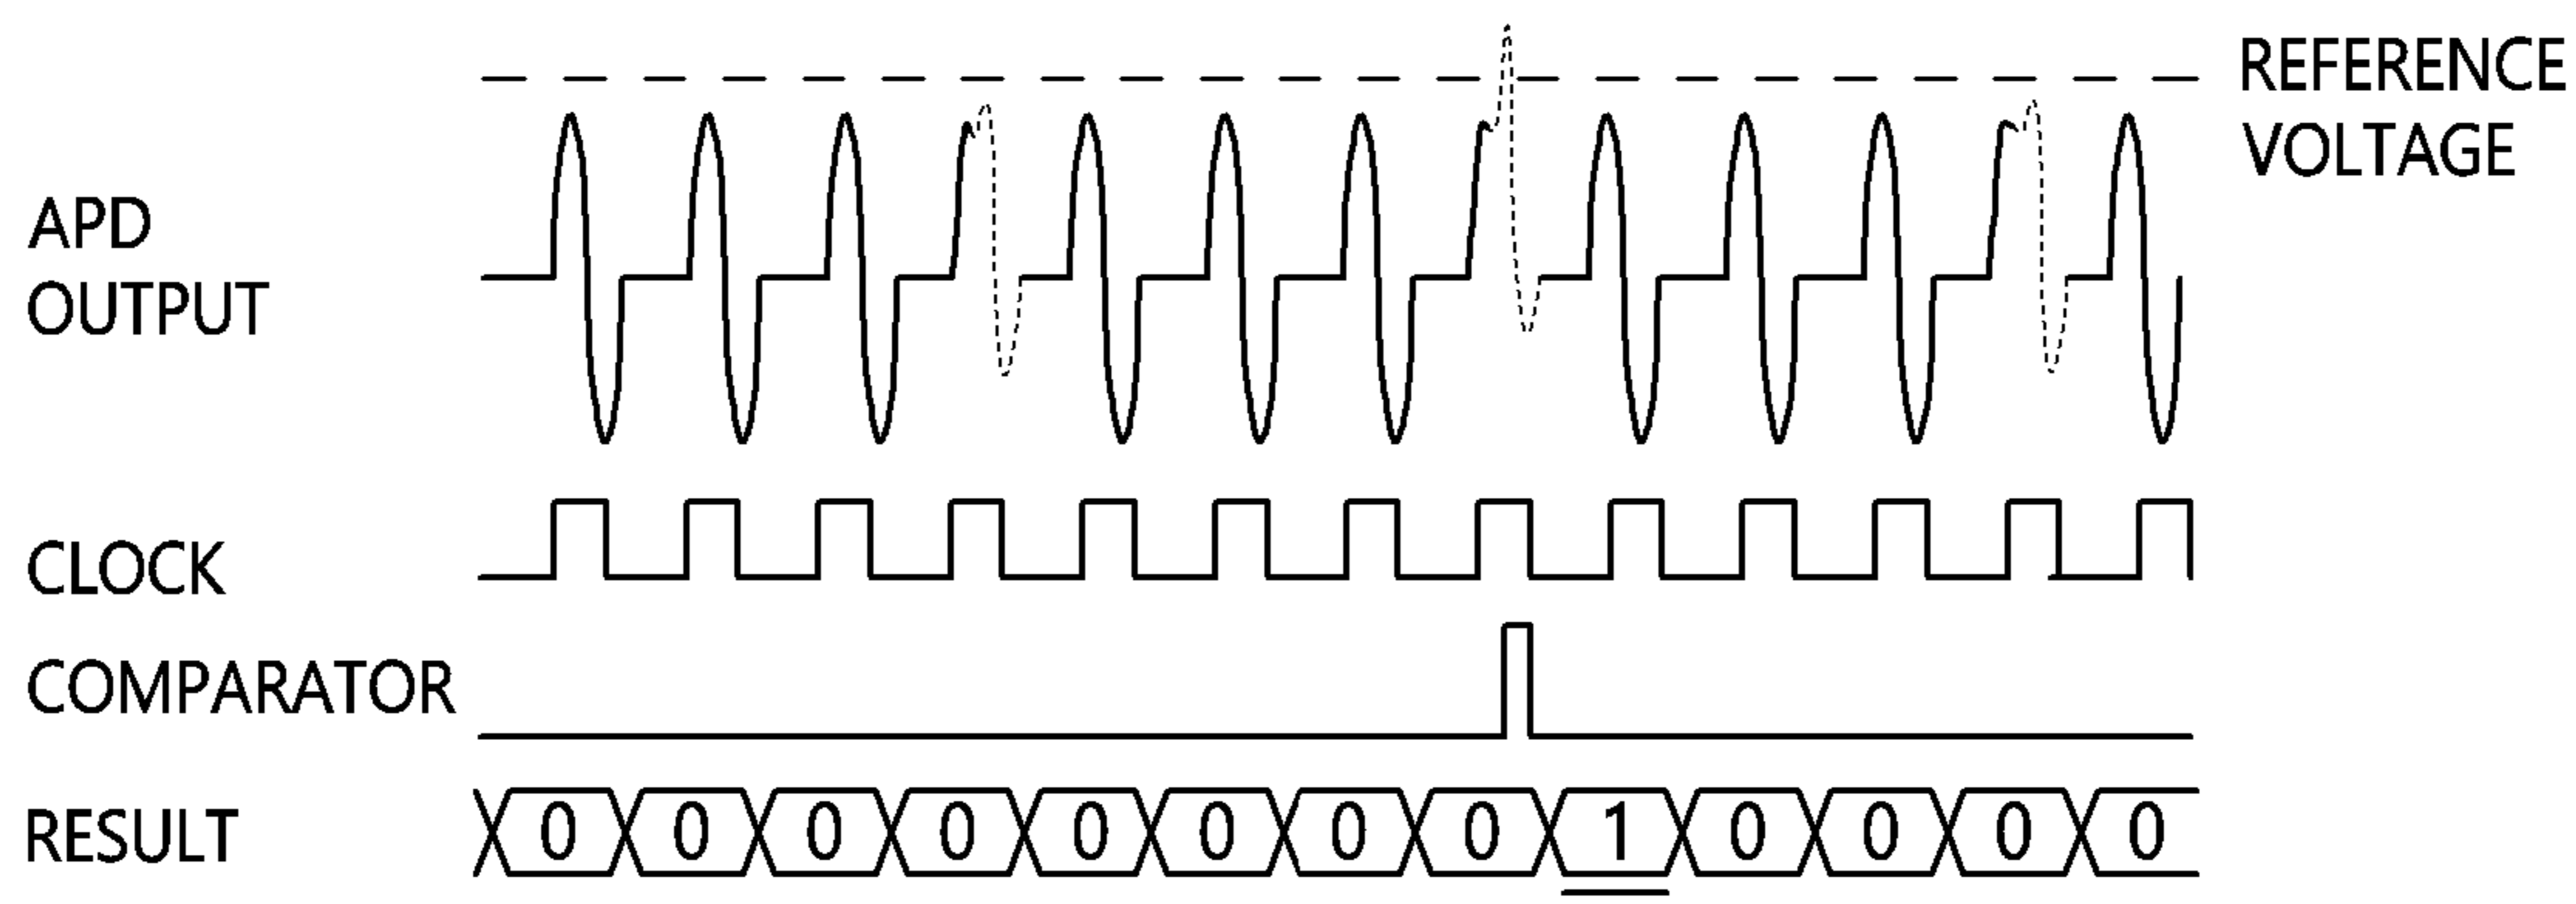 REFERENCE
VOLTAGE
APD
OUTPUT
CLOCK
COMPARATOR
RESULT 0 0 0 0 0 0 0 0 1 0 0 0 0